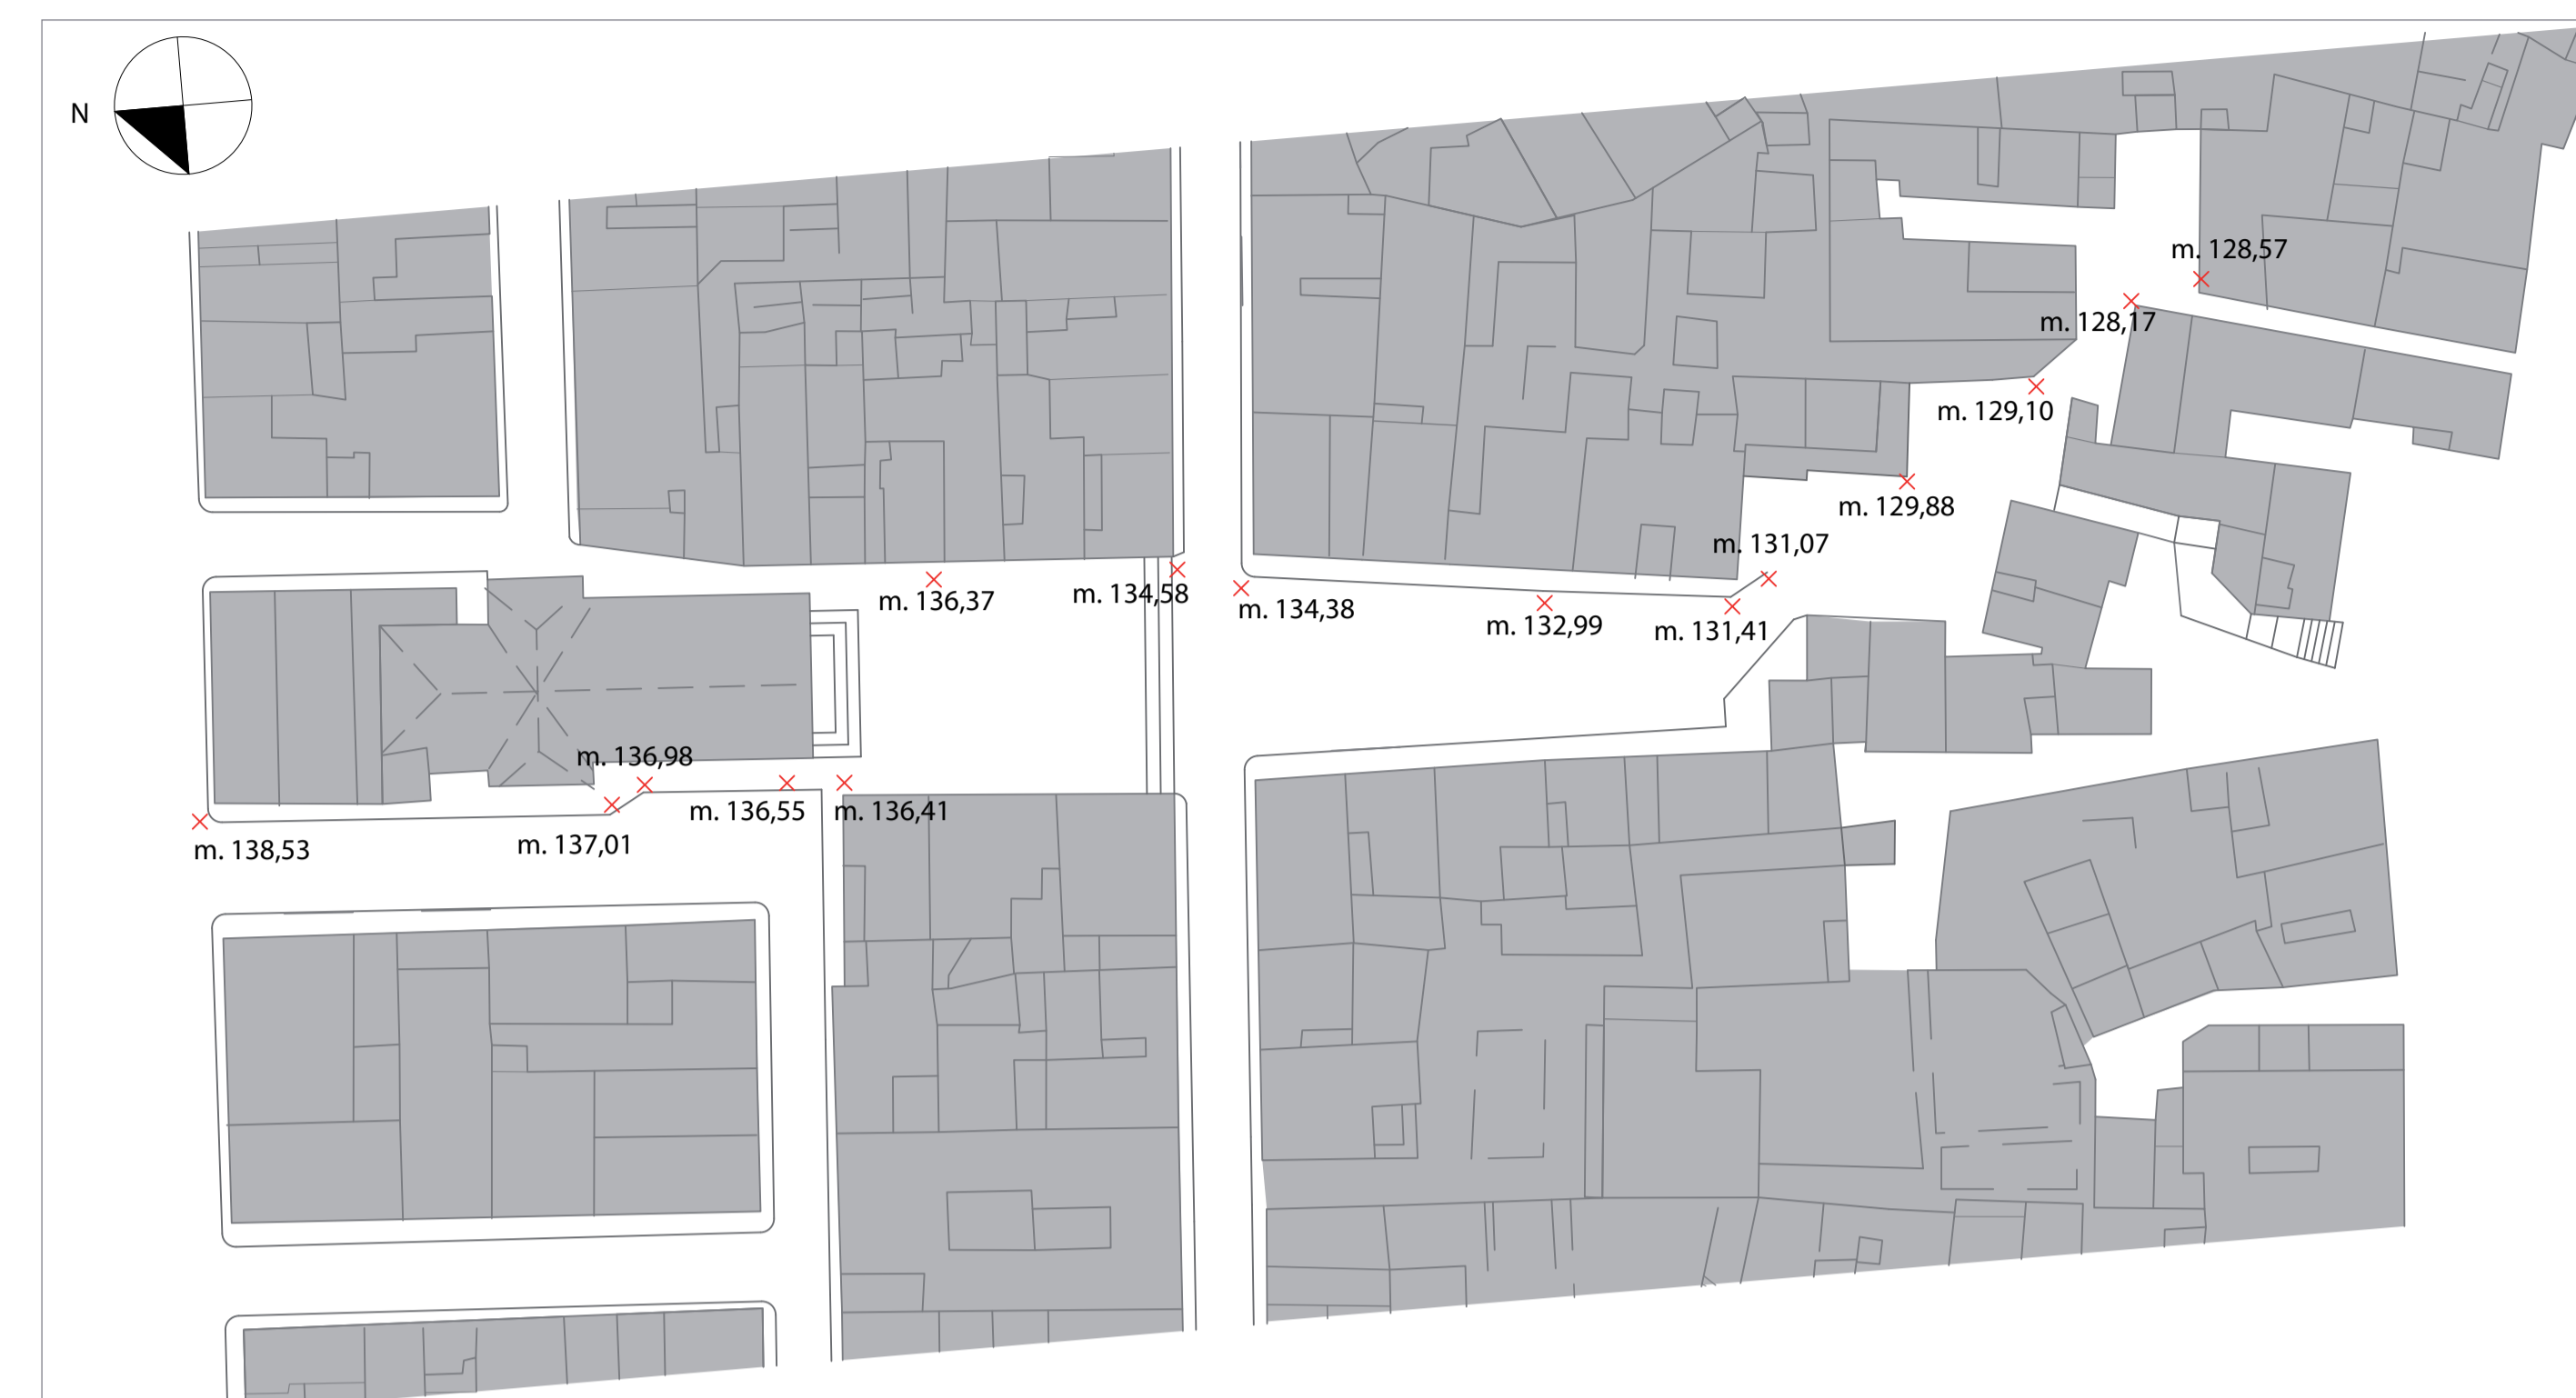 N
m. 128,57
m. 128,17
m. 129,10
m. 129,88
m. 131,07
m. 136,37
m. 134,58
m. 134,38
m. 132,99
m. 131,41
m. 136,98
m. 136,55
m. 136,41
m. 138,53
m. 137,01